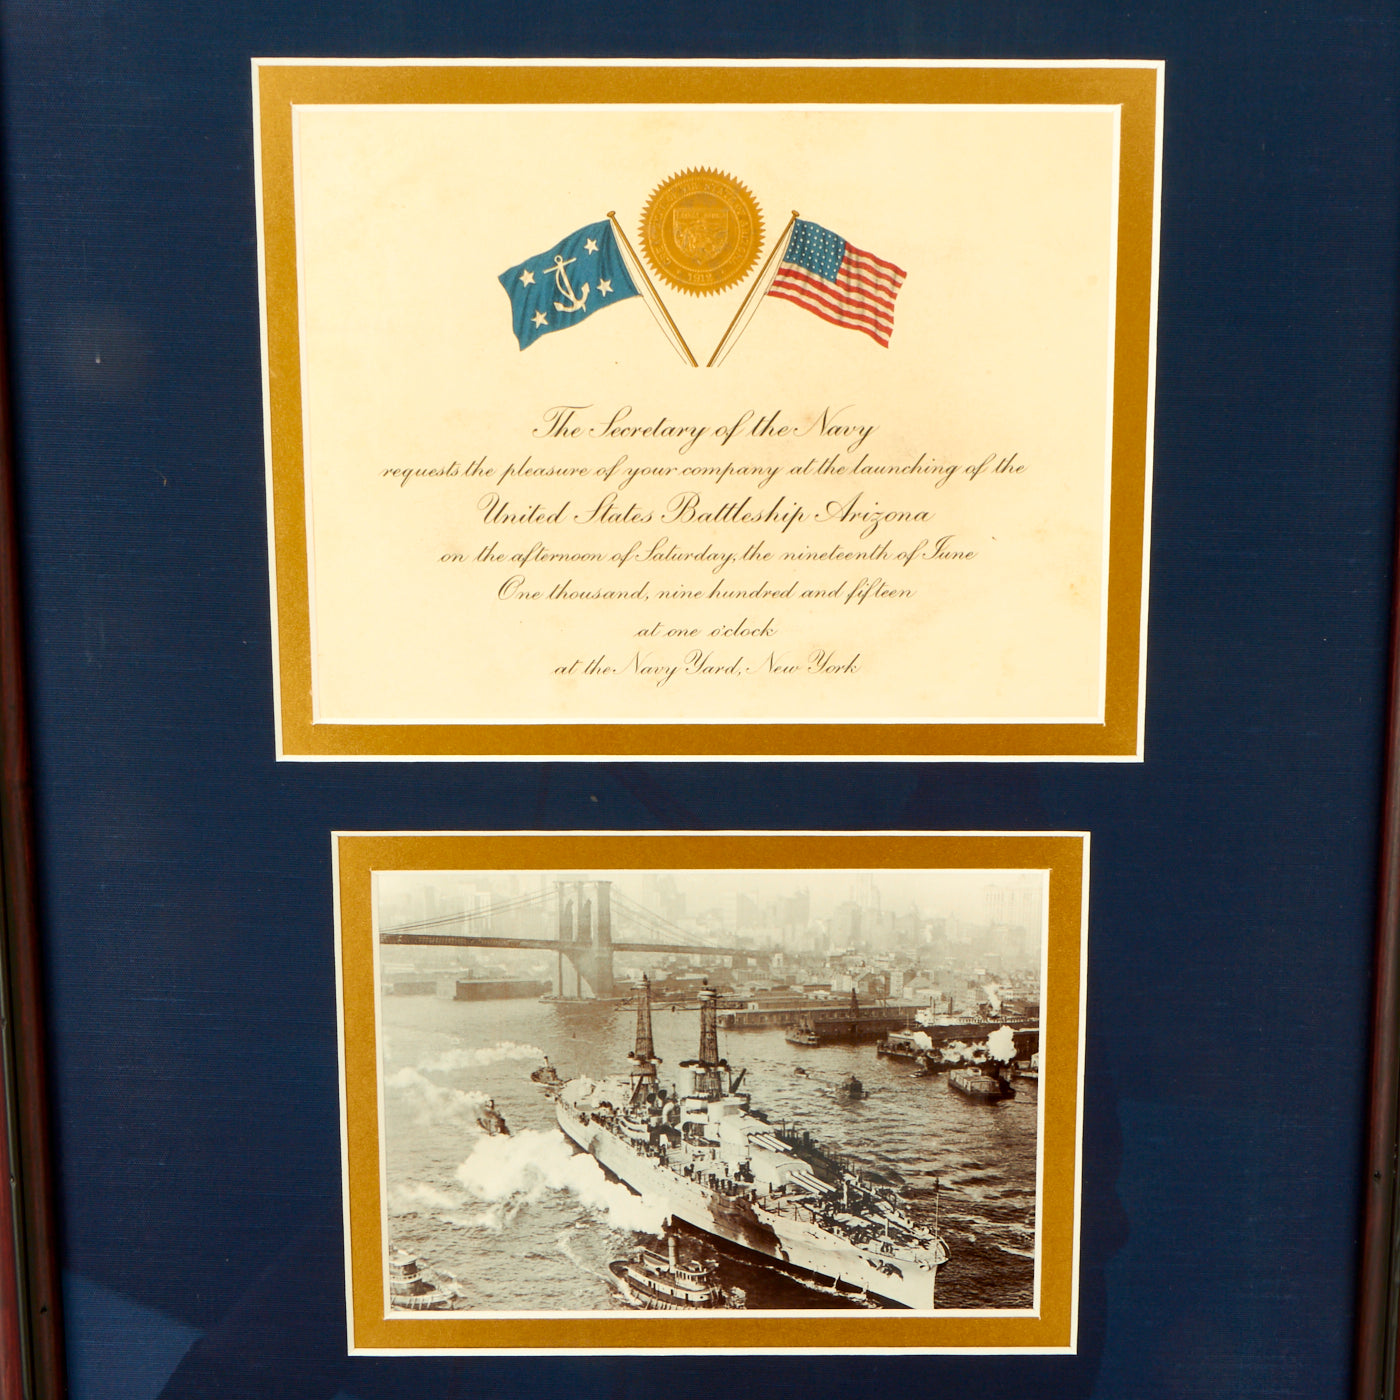 1912
The Secretary of the Navy
requests the pleasure of your company at the launching of the
United States Battleship Arizona
on the afternoon of Saturday, the nineteenth of June
One thousand, nine hundred and fifteen
at one o'clock
at the Navy Yard, New York